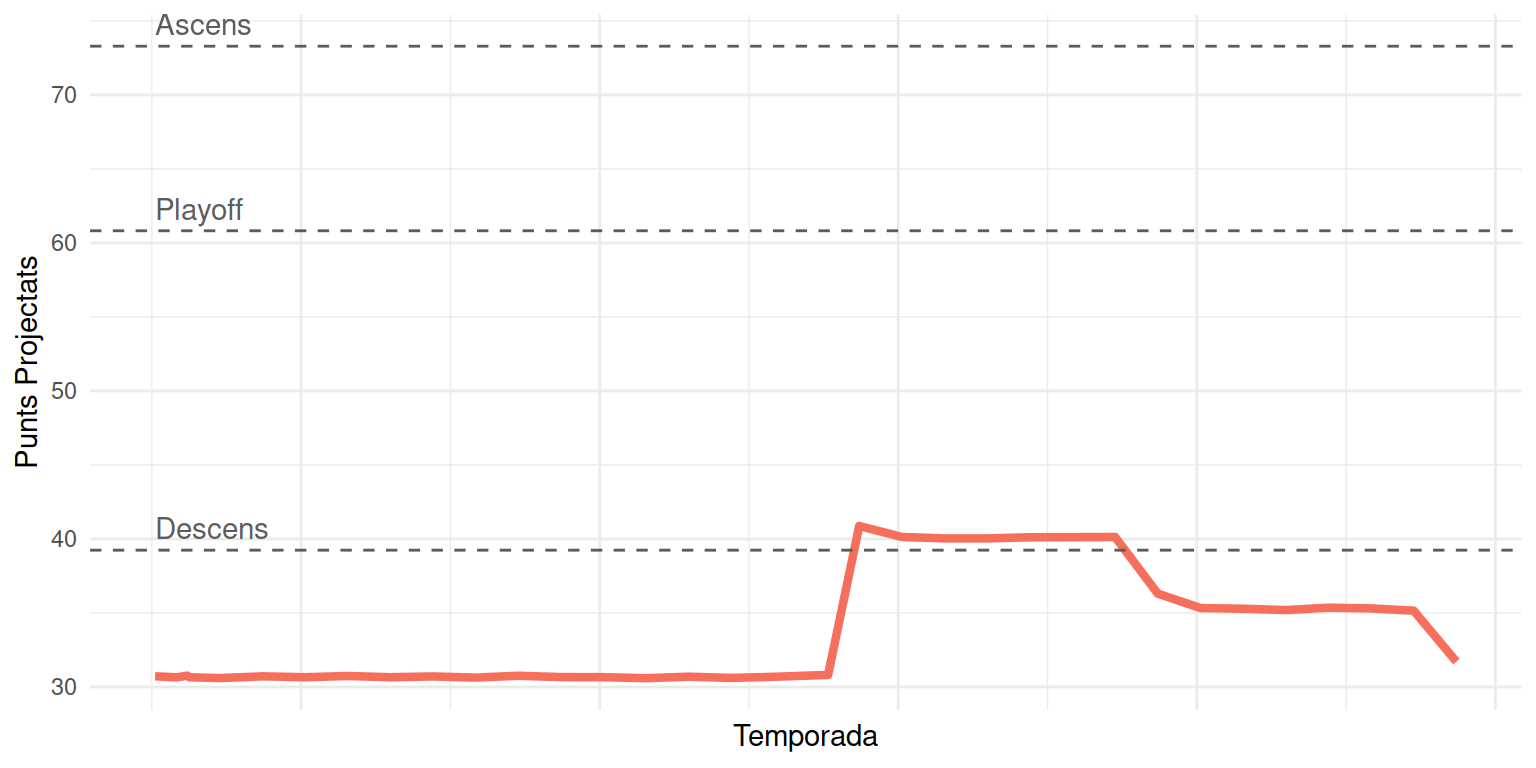 Ascens
70
Playoff
60
Punts Projectats
50
Descens
40
30
Temporada